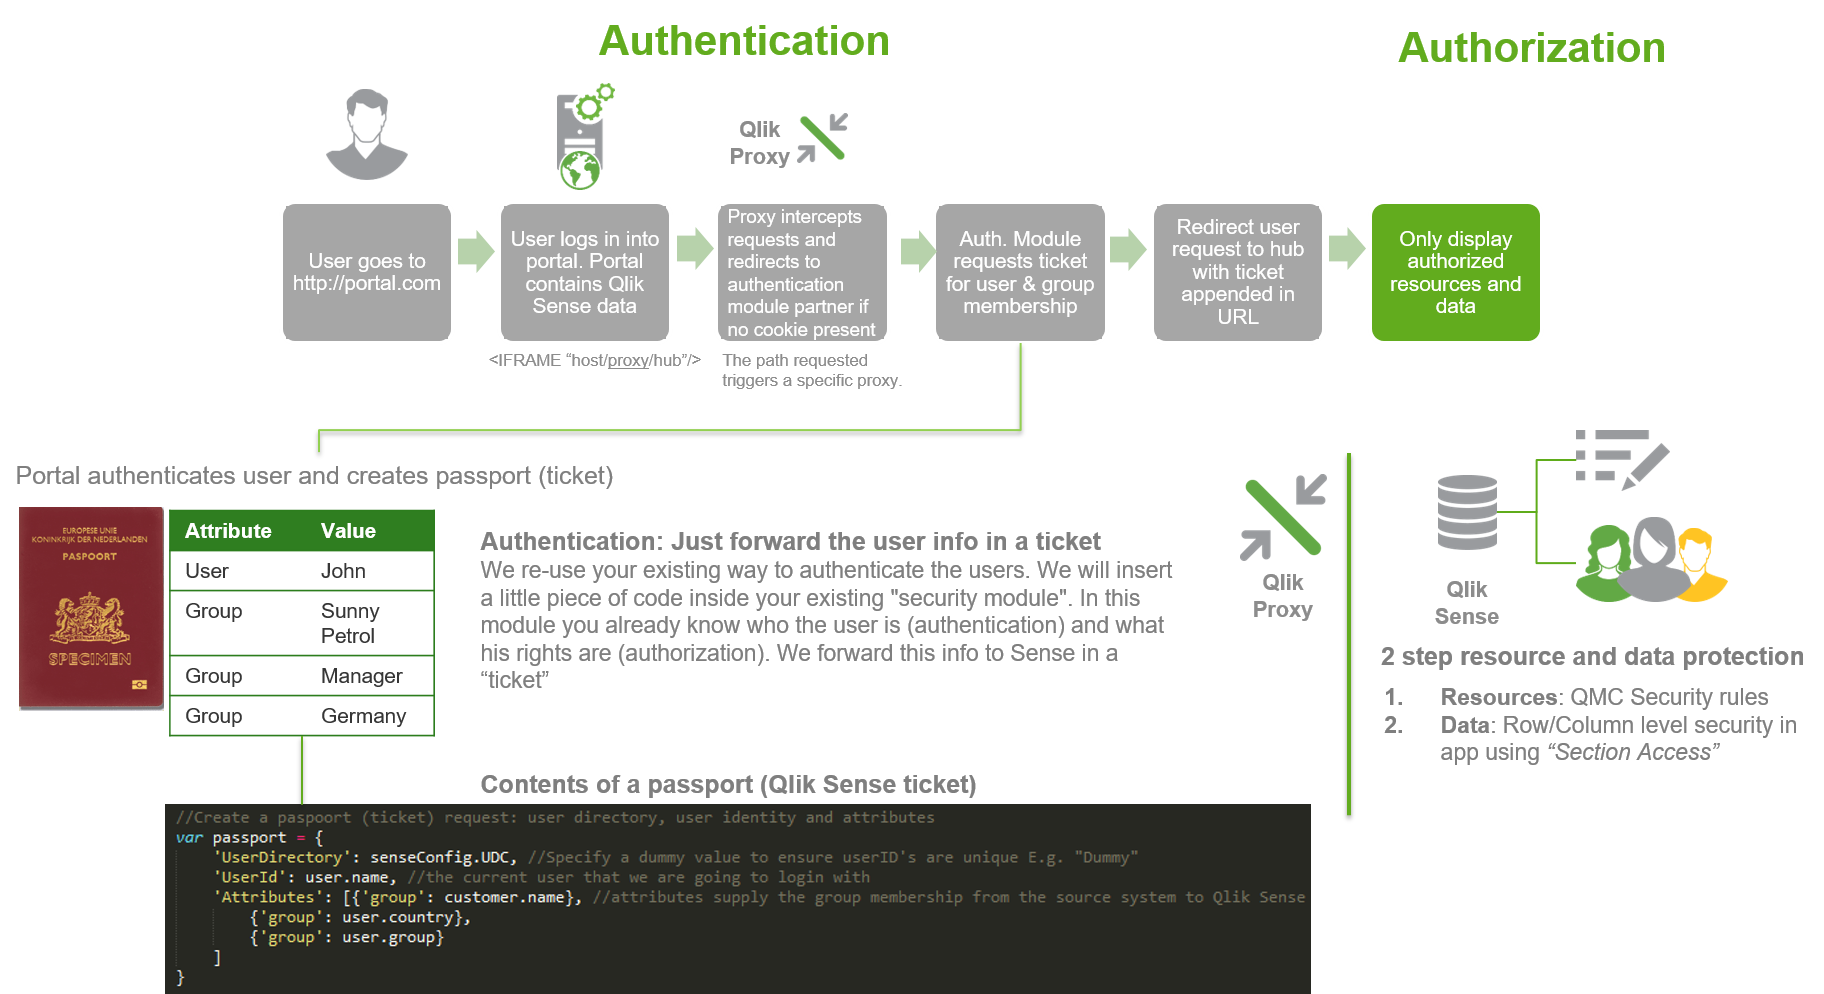 Authentication
Authorization
Qlik
Proxy
User goes to
http://portal.com
User logs in into
portal. Portal
contains Qlik
Sense data
Proxy intercepts
requests and
redirects to
authentication
module partner if
no cookie present
Auth. Module
requests ticket
for user & group
membership
Redirect user
request to hub
with ticket
appended in
URL
Only display
authorized
resources and
data
<IFRAME “host/proxy/hub”/>
The path requested
triggers a specific proxy.
Portal authenticates user and creates passport (ticket)
EUROPESE UNIE
KONINKRIJK DER NEDERLANDEN
PASPOORT
SPECIMEN
Attribute Value
User John
Group Sunny
Petrol
Group Manager
Group Germany
Authentication: Just forward the user info in a ticket
We re-use your existing way to authenticate the users. We will insert
a little piece of code inside your existing "security module". In this
module you already know who the user is (authentication) and what
his rights are (authorization). We forward this info to Sense in a
“ticket”
Qlik
Proxy
Qlik
Sense
2 step resource and data protection
1. Resources: QMC Security rules
2. Data: Row/Column level security in
app using “Section Access”
Contents of a passport (Qlik Sense ticket)
//Create a paspoort (ticket) request: user directory, user identity and attributes
var passport = {
'UserDirectory': senseConfig.UDC, //Specify a dummy value to ensure userID's are unique E.g. "Dummy"
'UserId': user.name, //the current user that we are going to login with
'Attributes': [{'group': customer.name}, //attributes supply the group membership from the source system to Qlik Sense
{'group': user.country},
{'group': user.group}
]
}